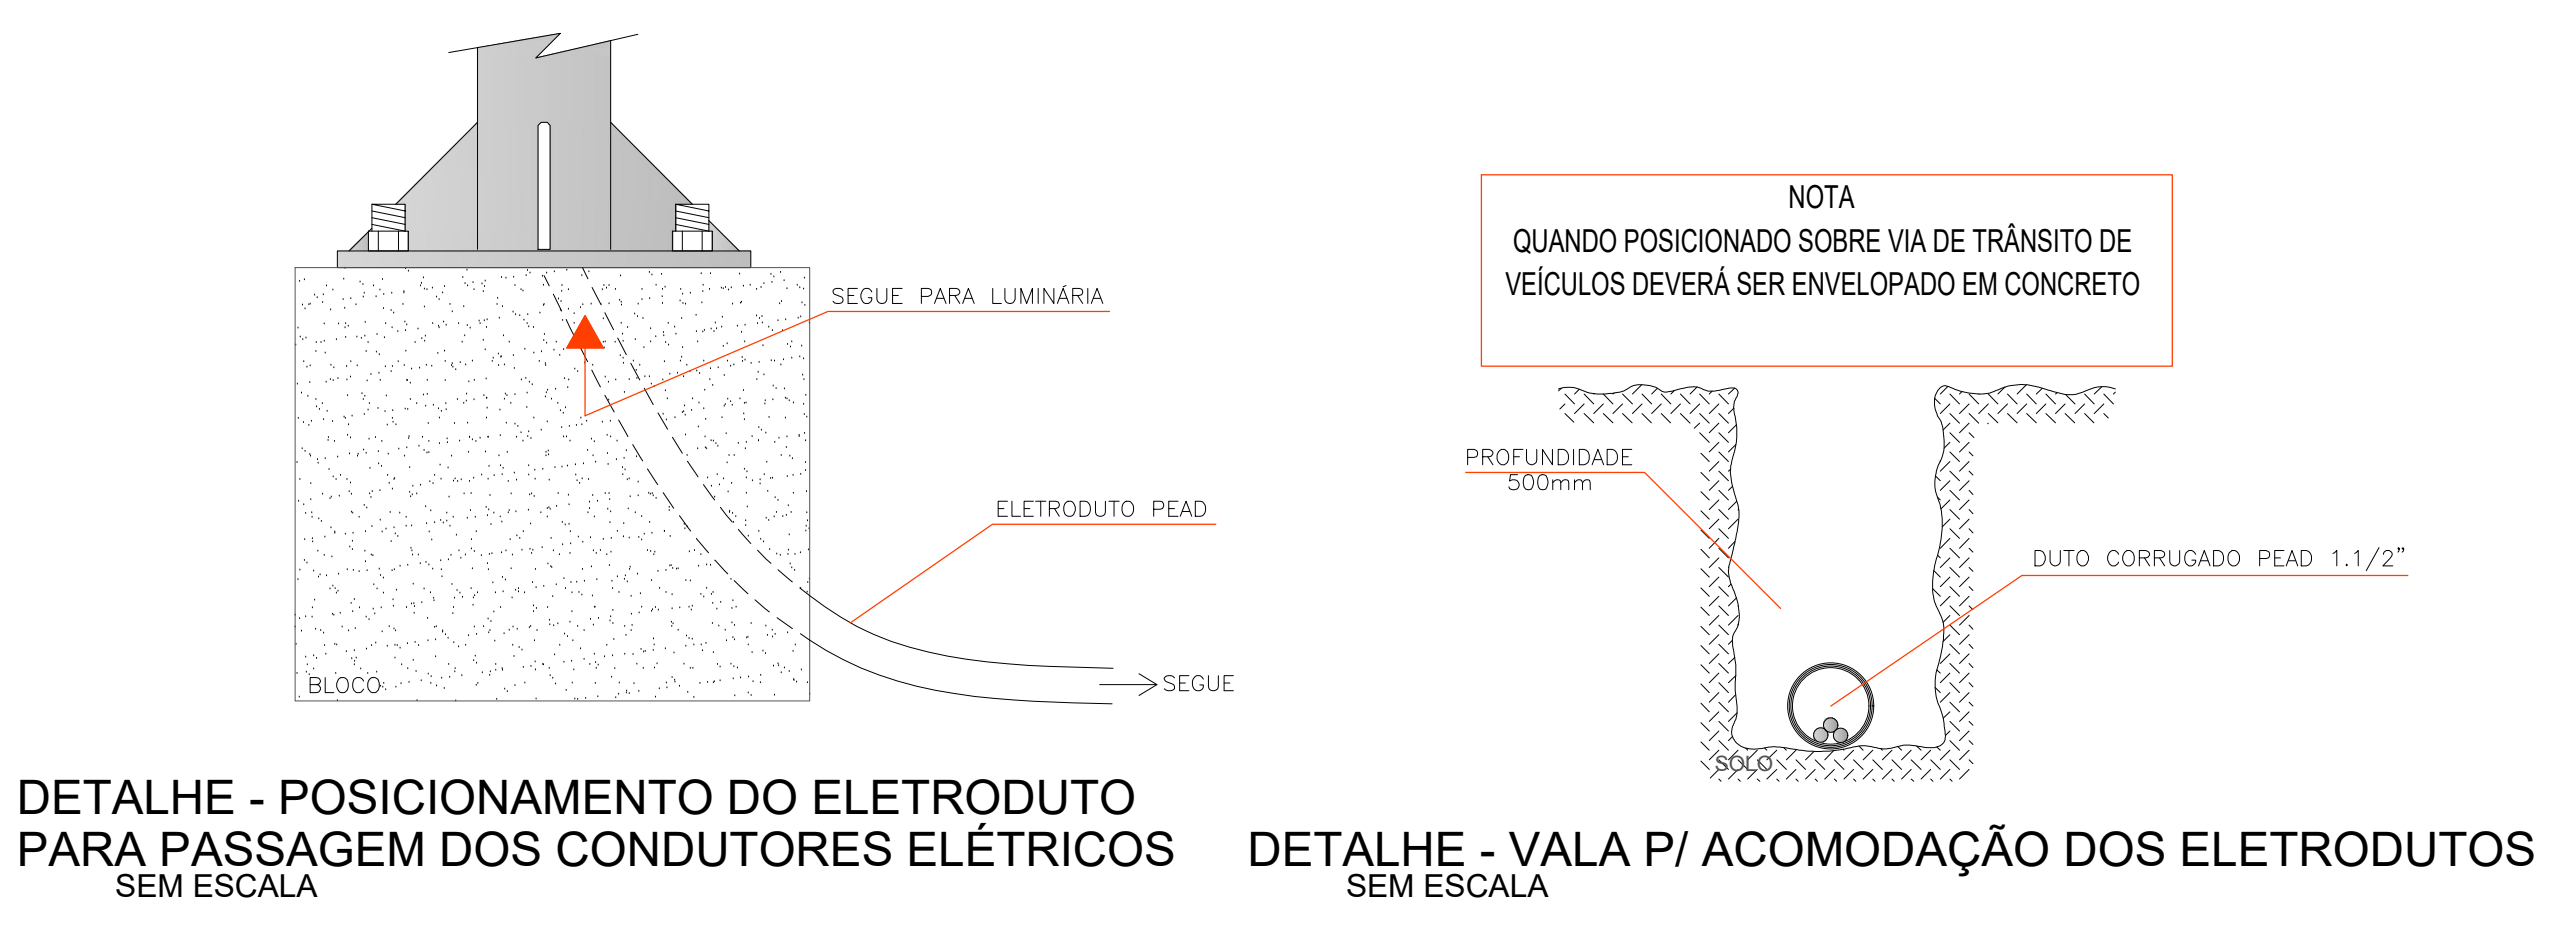 SEGUE PARA LUMINÁRIA
ELETRODUTO PEAD
BLOCO
SEGUE
DETALHE - POSICIONAMENTO DO ELETRODUTO
PARA PASSAGEM DOS CONDUTORES ELÉTRICOS
SEM ESCALA
NOTA
QUANDO POSICIONADO SOBRE VIA DE TRÂNSITO DE
VEÍCULOS DEVERÁ SER ENVELOPADO EM CONCRETO
PROFUNDIDADE
500mm
DUTO CORRUGADO PEAD 1.1/2"
SOLO
DETALHE - VALA P/ ACOMODAÇÃO DOS ELETRODUTOS
SEM ESCALA